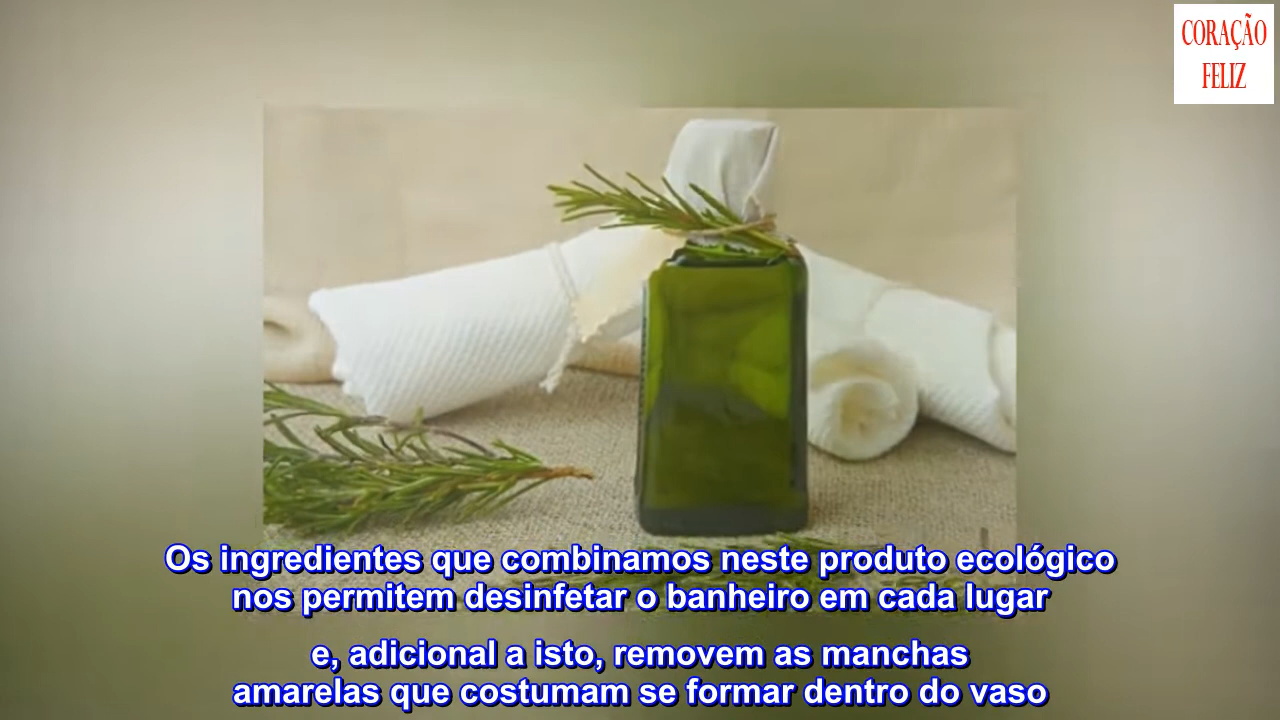 CORAÇÃO
FELIZ
Os ingredientes que combinamos neste produto ecológico
nos permitem desinfetar o banheiro em cada lugar
e, adicional a isto, removem as manchas
amarelas que costumam se formar dentro do vaso